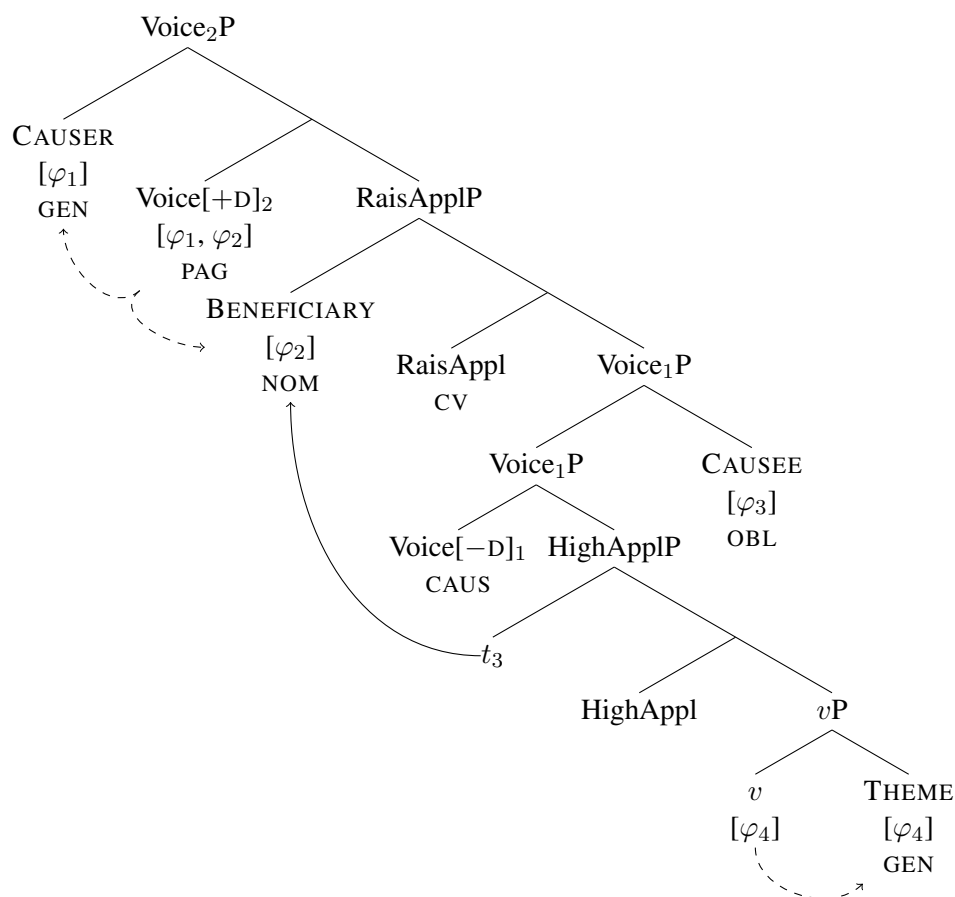 Voice₂P
CAUSER
[φ₁]
GEN
Voice[+D]₂
[φ₁, φ₂]
PAG
RaisApplP
BENEFICIARY
[φ₂]
NOM
RaisAppl
CV
Voice₁P
Voice₁P
CAUSEE
[φ₃]
OBL
Voice[−D]₁
CAUS
HighApplP
t₃
HighAppl
vP
v
[φ₄]
THEME
[φ₄]
GEN